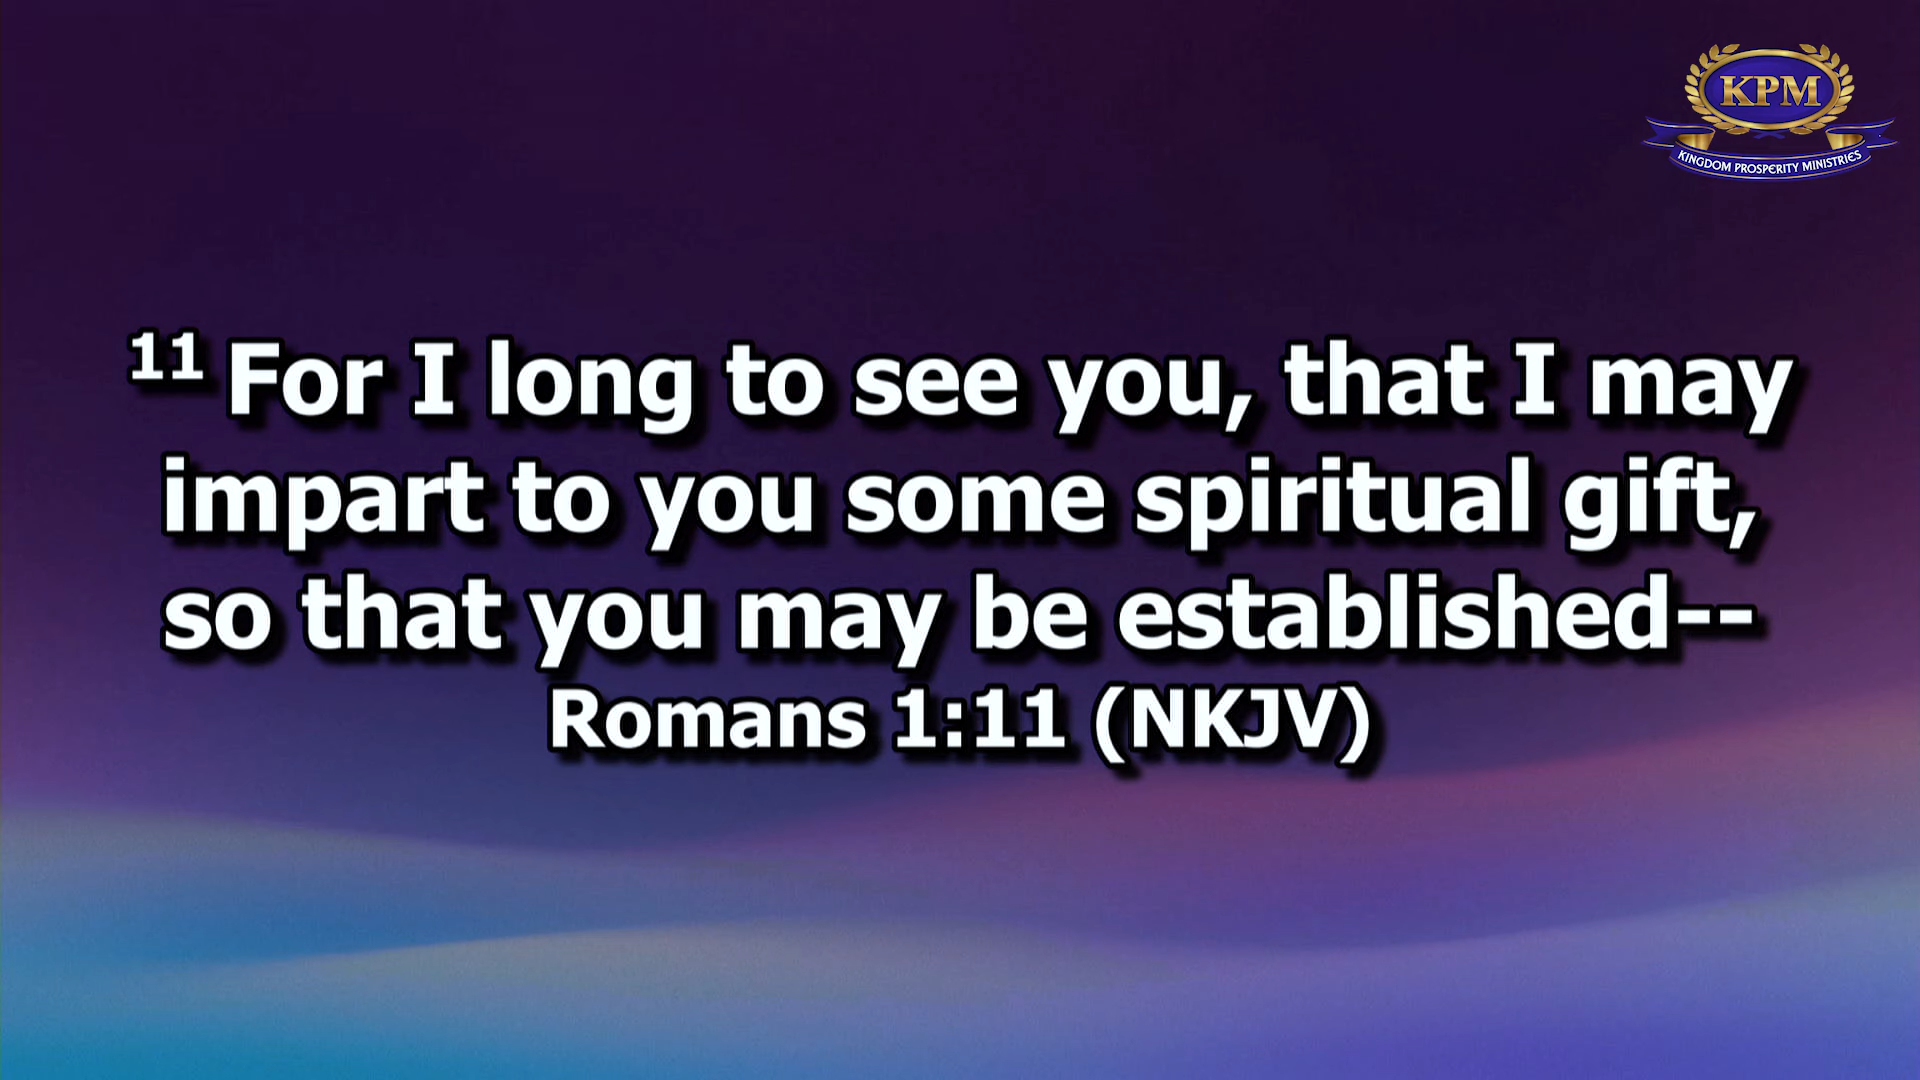 KPM
KINGDOM PROSPERITY MINISTRIES
11 For I long to see you, that I may
impart to you some spiritual gift,
so that you may be established--
Romans 1:11 (NKJV)